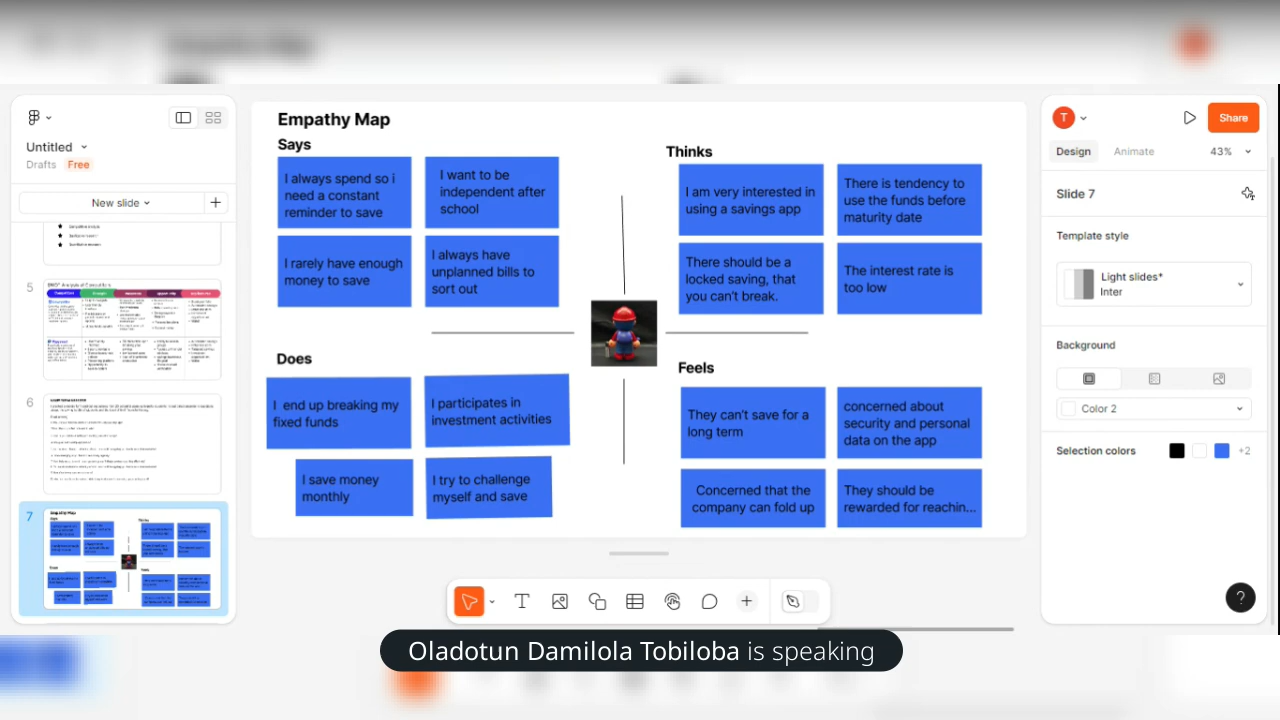 Untitled
Drafts Free
New slide
5
6
7
Empathy Map
Says
I always spend so i
need a constant
reminder to save
I want to be
independent after
school
I rarely have enough
money to save
I always have
unplanned bills to
sort out
Thinks
I am very interested in
using a savings app
There is tendency to
use the funds before
maturity date
There should be a
locked saving, that
you can't break.
The interest rate is
too low
Does
I end up breaking my
fixed funds
I participates in
investment activities
I save money
monthly
I try to challenge
myself and save
Feels
They can't save for a
long term
concerned about
security and personal
data on the app
Concerned that the
company can fold up
They should be
rewarded for reachin...
T
Share
Design Animate 43%
Slide 7
Template style
Light slides*
Inter
Background
Color 2
Selection colors +2
?
Oladotun Damilola Tobiloba is speaking